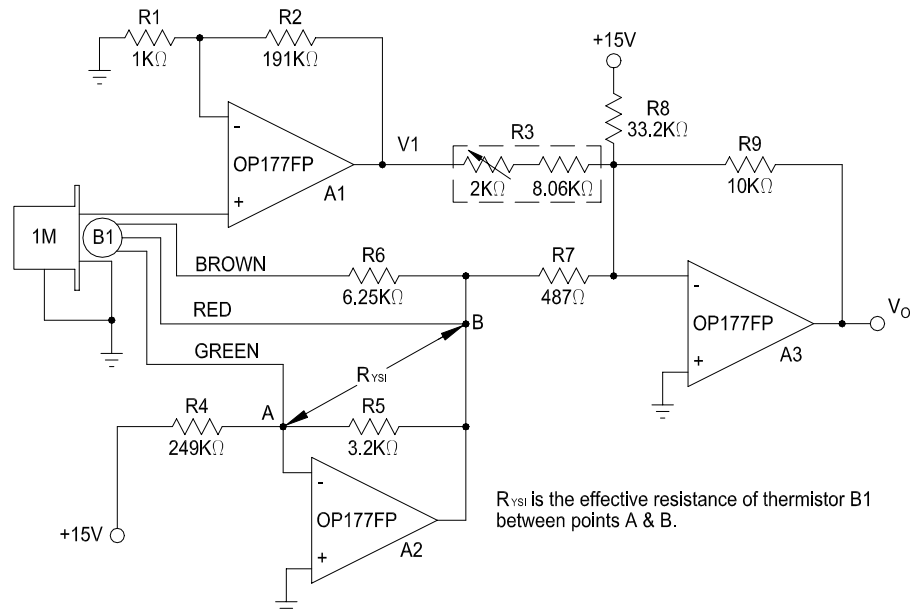 R1
1KΩ
R2
191KΩ
+15V
R8
33.2KΩ
-
OP177FP
+
A1
V1
R3
2KΩ
8.06KΩ
R9
10KΩ
1M
B1
BROWN
R6
6.25KΩ
R7
487Ω
RED
B
-
OP177FP
+
A3
VO
GREEN
RYSI
A
R4
249KΩ
R5
3.2KΩ
-
OP177FP
+
A2
+15V
RYSI is the effective resistance of thermistor B1
between points A & B.